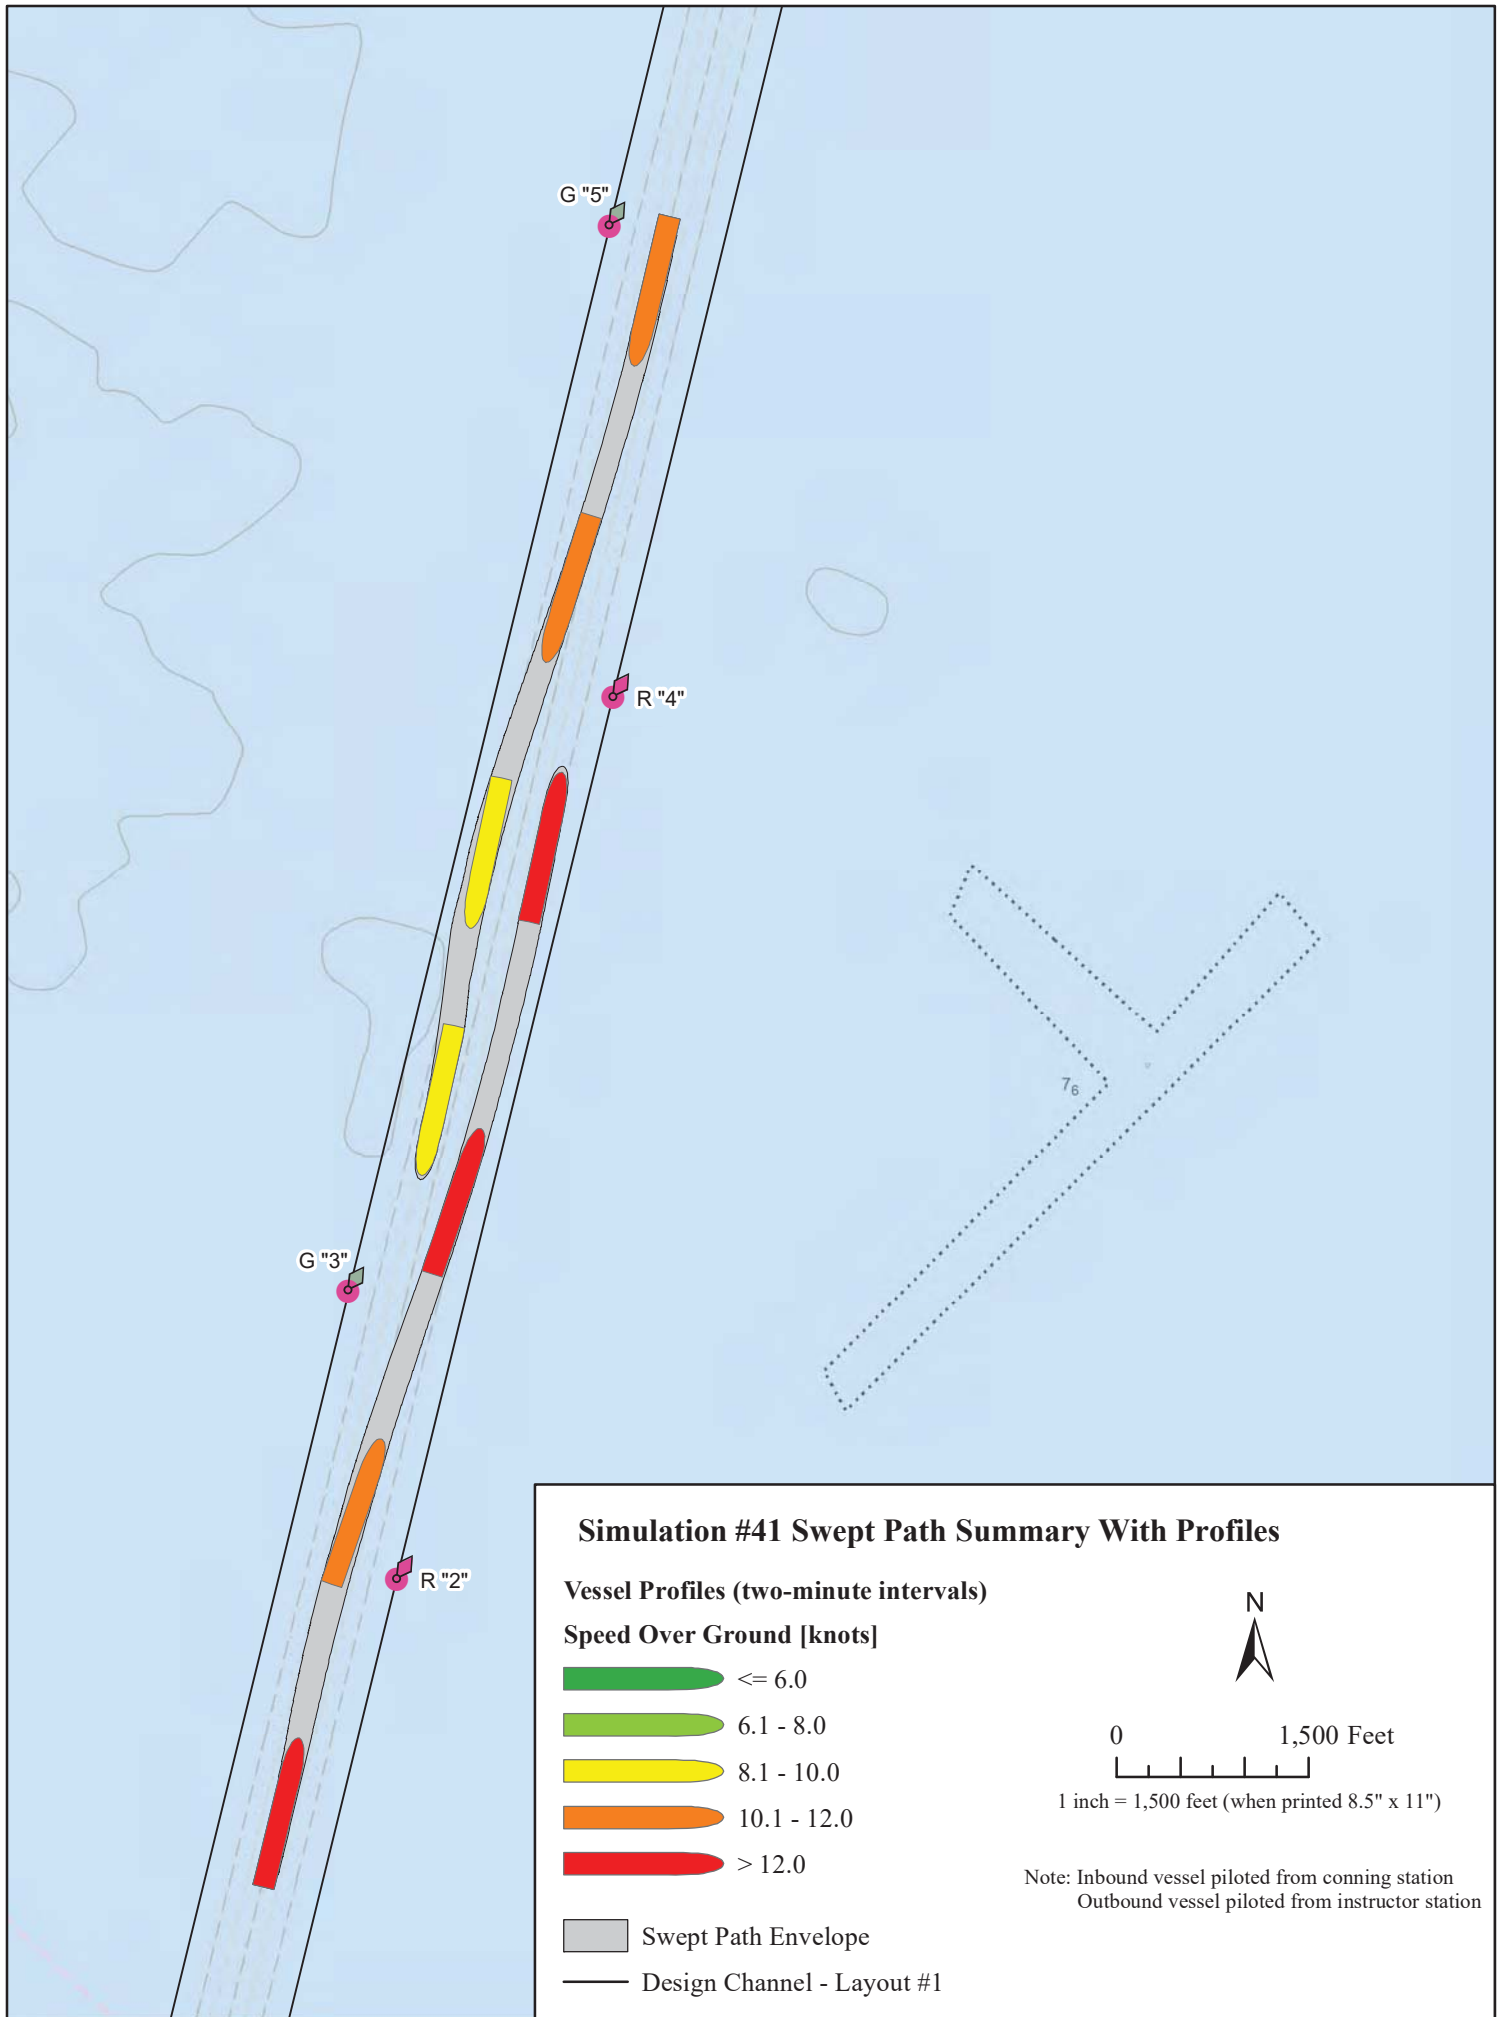 G "5"
R "4"
7₆
G "3"
R "2"
Simulation #41 Swept Path Summary With Profiles
Vessel Profiles (two-minute intervals)
Speed Over Ground [knots]
<= 6.0
6.1 - 8.0
8.1 - 10.0
10.1 - 12.0
> 12.0
Swept Path Envelope
Design Channel - Layout #1
N
0 1,500 Feet
1 inch = 1,500 feet (when printed 8.5" x 11")
Note: Inbound vessel piloted from conning station
Outbound vessel piloted from instructor station